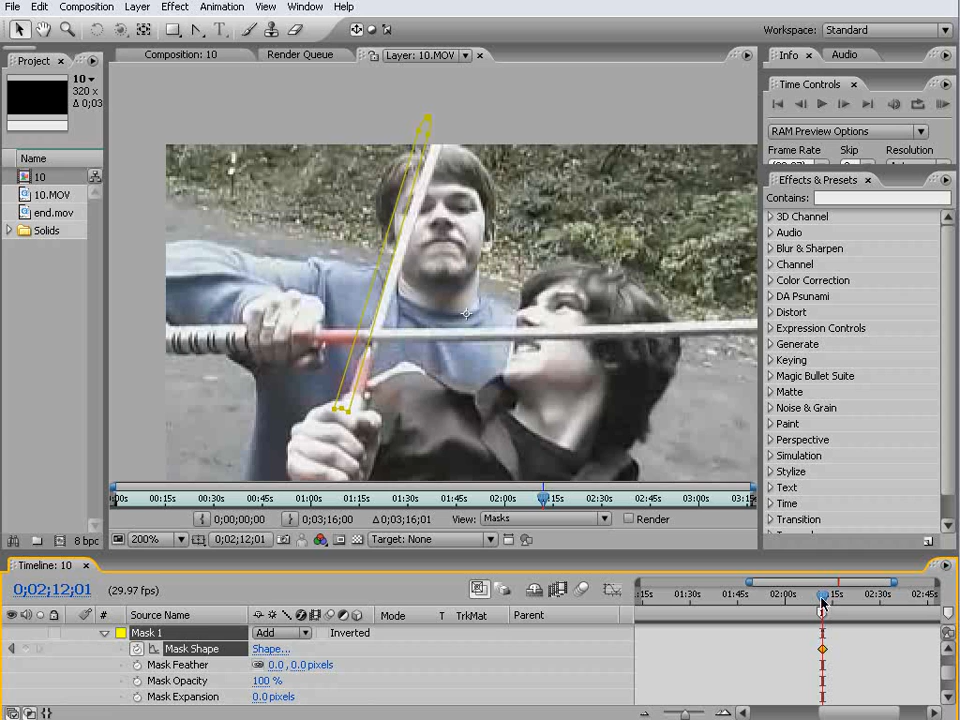 File Edit Composition Layer Effect Animation View Window Help
Workspace: Standard
Project ×
Composition: 10
Render Queue
Layer: 10.MOV ×
Info × Audio
10
320 x
Δ 0;03
Time Controls ×
RAM Preview Options
Frame Rate Skip Resolution
Name
10
10.MOV
end.mov
Solids
Effects & Presets ×
Contains:
3D Channel
Audio
Blur & Sharpen
Channel
Color Correction
DA Psunami
Distort
Expression Controls
Generate
Keying
Magic Bullet Suite
Matte
Noise & Grain
Paint
Perspective
Simulation
Stylize
Text
Time
Transition
00:15s 00:30s 00:45s 01:00s 01:15s 01:30s 01:45s 02:00s 02:30s 02:45s 03:00s
0;00;00;00 0;03;16;00 Δ 0;03;16;01 View: Masks Render
8 bpc
200% 0;02;12;01 Target: None
Timeline: 10 ×
0;02;12;01 (29.97 fps)
01:30s 01:45s 02:00s 02:30s 02:45s
# Source Name Mode T TrkMat Parent
Mask 1 Add Inverted
Mask Shape Shape...
Mask Feather 0.0, 0.0 pixels
Mask Opacity 100 %
Mask Expansion 0.0 pixels